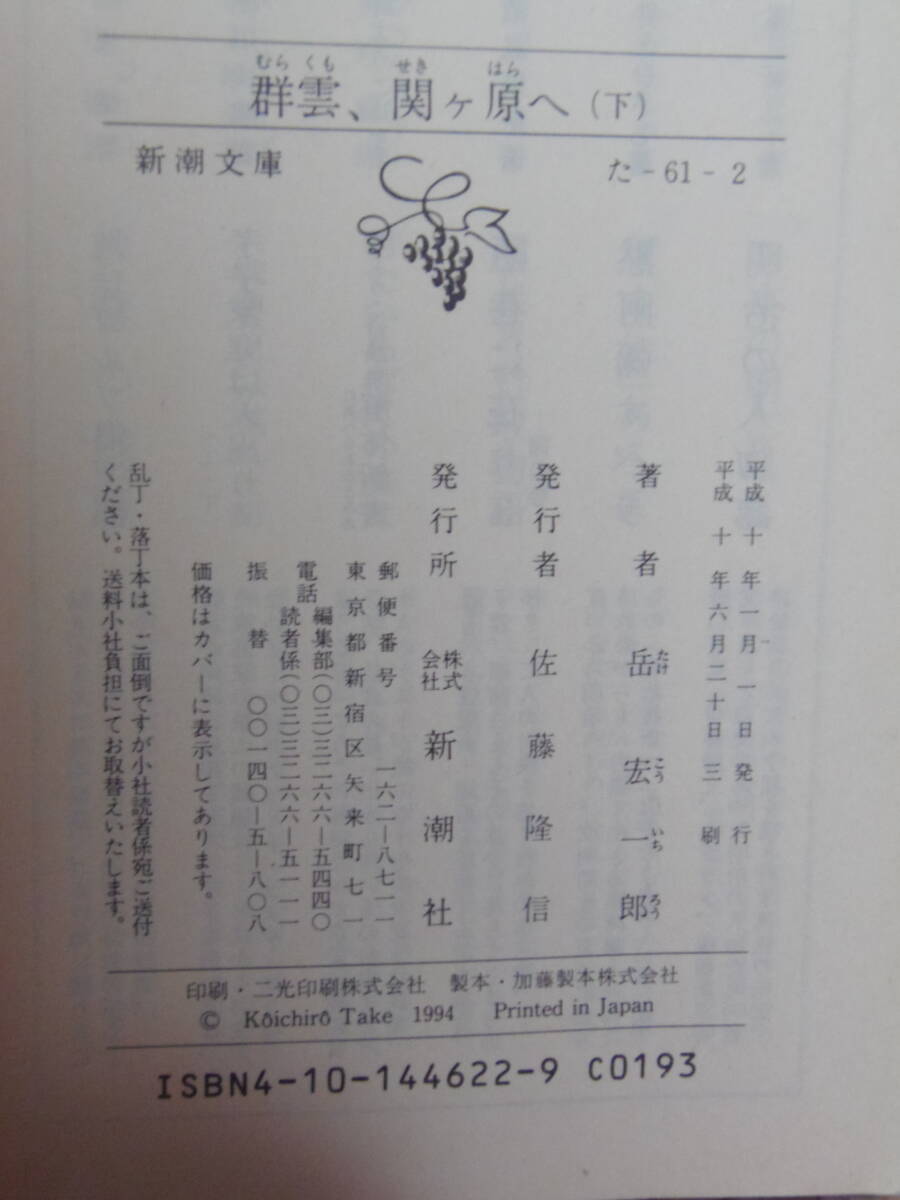 群雲、関ヶ原へ（下）
むら くも せき はら
新潮文庫 た-61-2
平成十年一月一日発行
平成十年六月二十日三刷
著者 岳宏一郎
たけ こう いち ろう
発行者 佐藤隆信
発行所 株式会社 新潮社
郵便番号 一六二―八七一一
東京都新宿区矢来町七一
電話 編集部(〇三)三二六六―五四四〇
読者係(〇三)三二六六―五一一一
振替 〇〇一四〇―五―八〇八
価格はカバーに表示してあります。
乱丁・落丁本は、ご面倒ですが小社読者係宛ご送付
ください。送料小社負担にてお取替えいたします。
印刷・二光印刷株式会社 製本・加藤製本株式会社
© Kōichirō Take 1994 Printed in Japan
ISBN4-10-144622-9 C0193